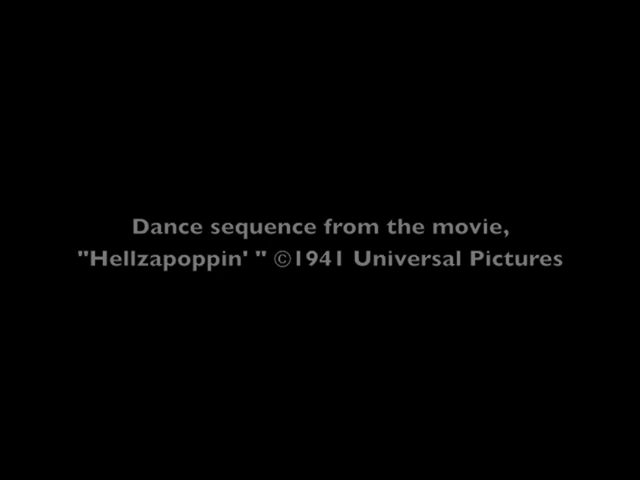 Dance sequence from the movie,
"Hellzapoppin' " ©1941 Universal Pictures